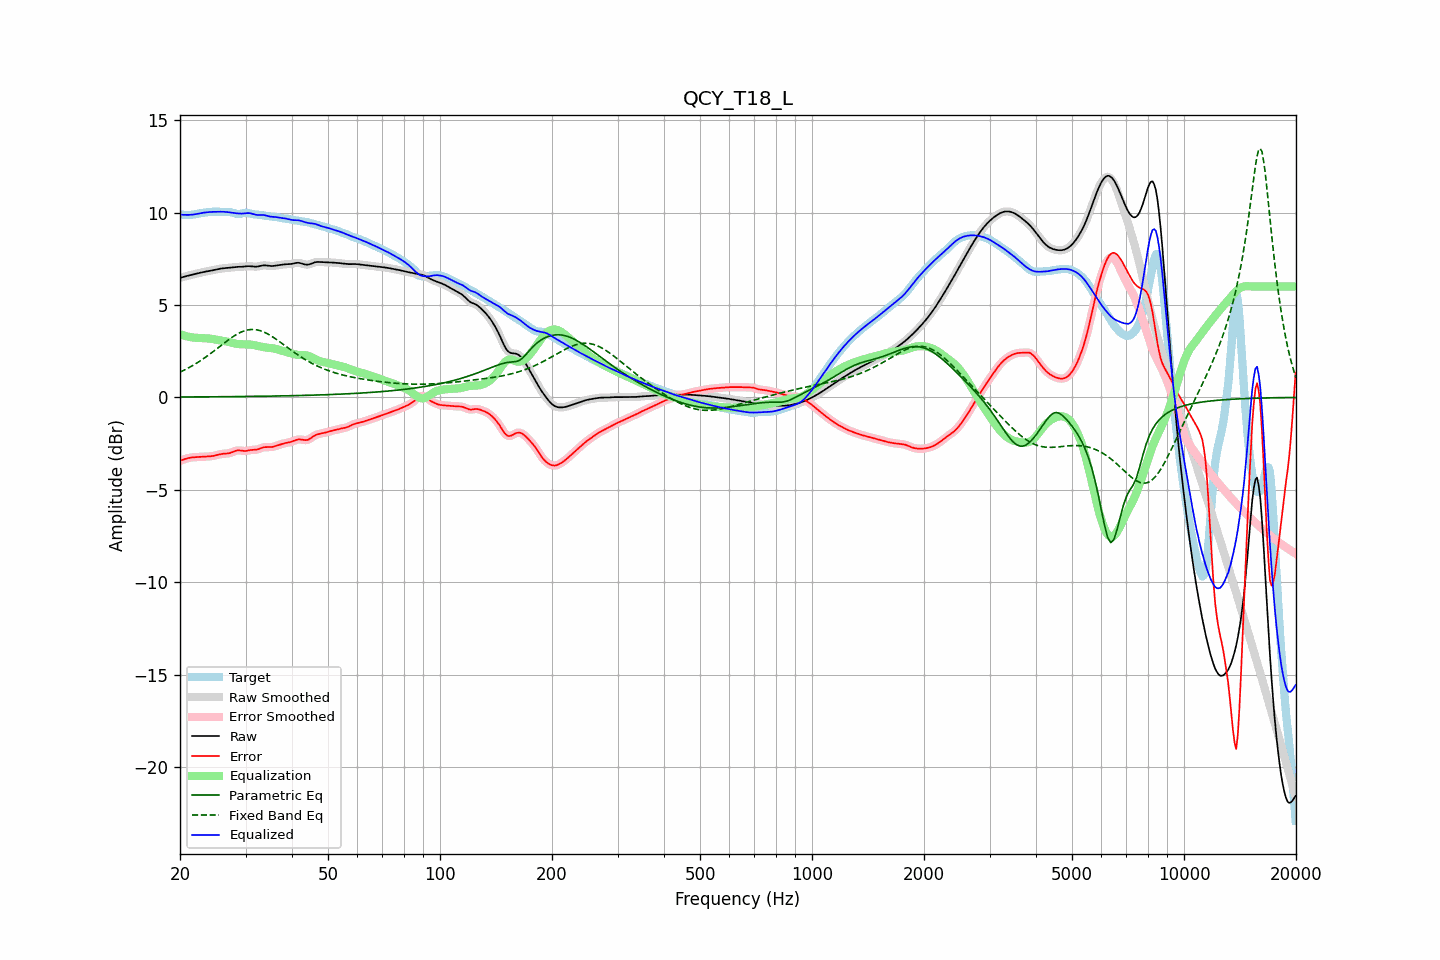 QCY_T18_L
Amplitude (dBr)
15
10
5
0
−5
−10
−15
−20
Target
Raw Smoothed
Error Smoothed
Raw
Error
Equalization
Parametric Eq
Fixed Band Eq
Equalized
20 50 100 200 500 1000 2000 5000 10000 20000
Frequency (Hz)